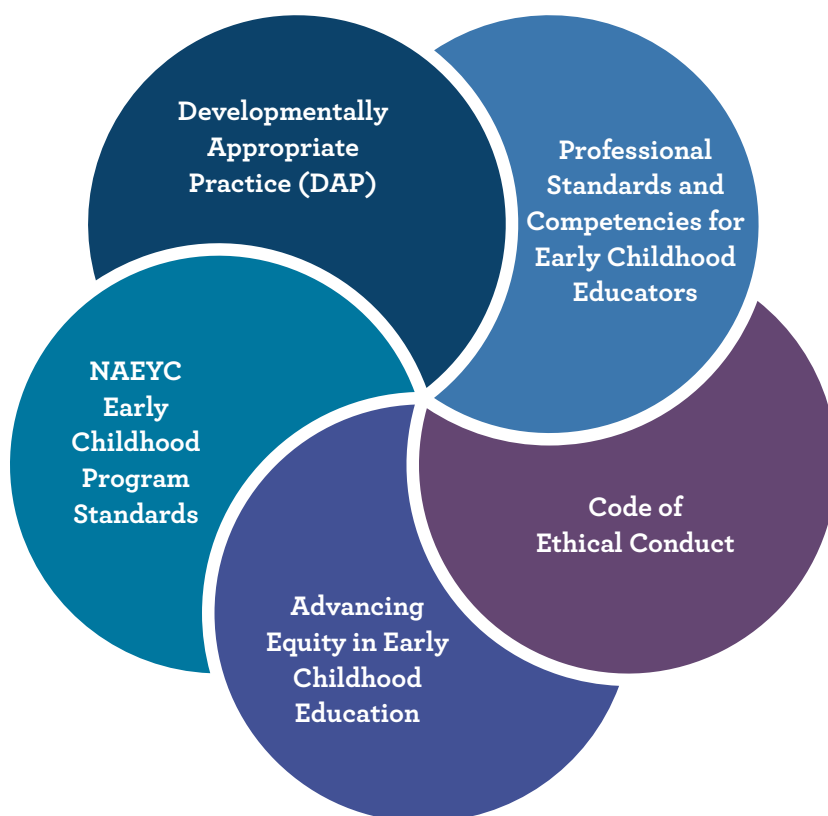 Developmentally
Appropriate
Practice (DAP)
Professional
Standards and
Competencies for
Early Childhood
Educators
Code of
Ethical Conduct
Advancing
Equity in Early
Childhood
Education
NAEYC
Early
Childhood
Program
Standards